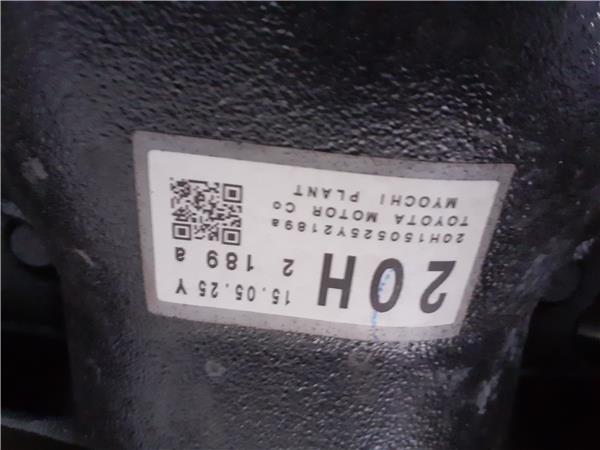 15.05.25 Y
20H 2 189 a
20H150525Y2189a
TOYOTA MOTOR Co
MYOCHI PLANT